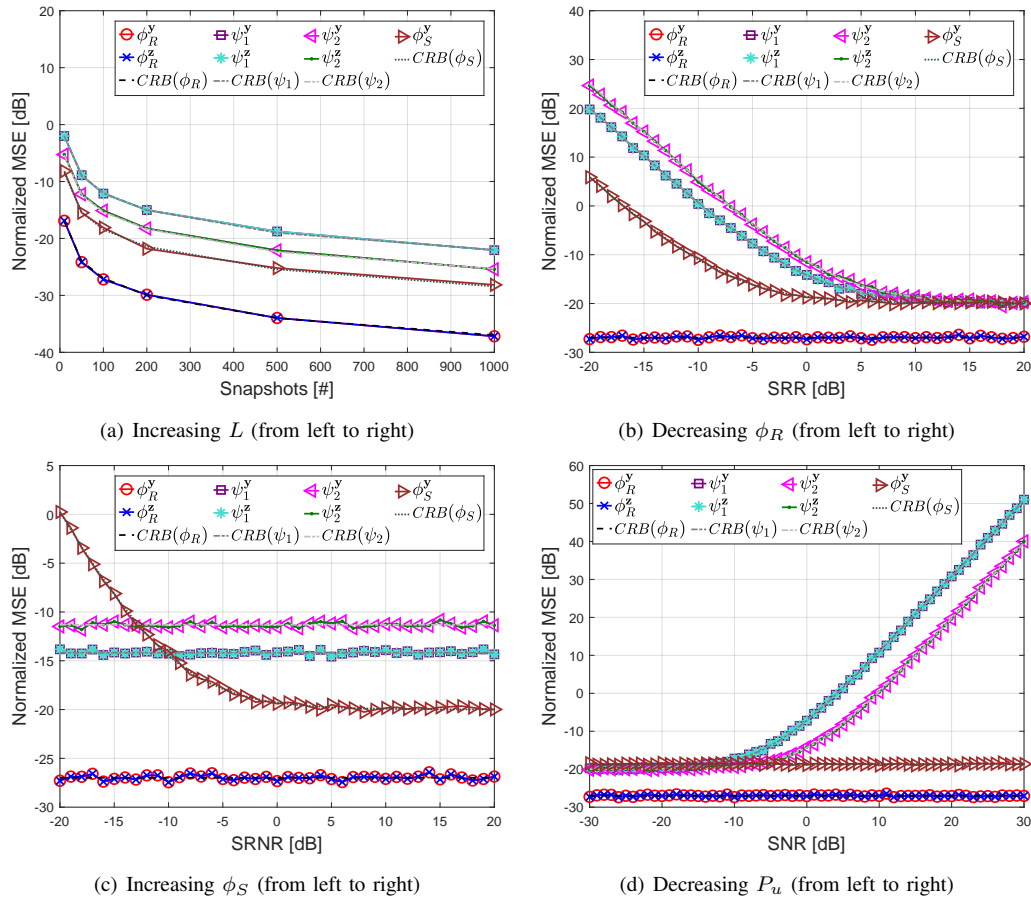 40
20
0
-10
-20
-30
-40
0
100
200
300
400
500
600
700
800
900
1000
Normalized MSE [dB]
Snapshots [#]
ϕ_R^y ψ_1^y ψ_2^y ϕ_S^y
ϕ_R^z ψ_1^z ψ_2^z CRB(ϕ_S)
CRB(ϕ_R) CRB(ψ_1) CRB(ψ_2)
(a) Increasing L (from left to right)
40
30
20
10
0
-10
-20
-30
-20
-15
-10
-5
0
5
10
15
20
Normalized MSE [dB]
SRR [dB]
ϕ_R^y ψ_1^y ψ_2^y ϕ_S^y
ϕ_R^z ψ_1^z ψ_2^z CRB(ϕ_S)
CRB(ϕ_R) CRB(ψ_1) CRB(ψ_2)
(b) Decreasing ϕ_R (from left to right)
5
0
-5
-10
-15
-20
-25
-30
-20
-15
-10
-5
0
5
10
15
20
Normalized MSE [dB]
SRNR [dB]
ϕ_R^y ψ_1^y ψ_2^y ϕ_S^y
ϕ_R^z ψ_1^z ψ_2^z CRB(ϕ_S)
CRB(ϕ_R) CRB(ψ_1) CRB(ψ_2)
(c) Increasing ϕ_S (from left to right)
60
50
40
30
20
10
0
-10
-20
-30
-30
-20
-10
0
10
20
30
Normalized MSE [dB]
SNR [dB]
ϕ_R^y ψ_1^y ψ_2^y ϕ_S^y
ϕ_R^z ψ_1^z ψ_2^z CRB(ϕ_S)
CRB(ϕ_R) CRB(ψ_1) CRB(ψ_2)
(d) Decreasing P_u (from left to right)